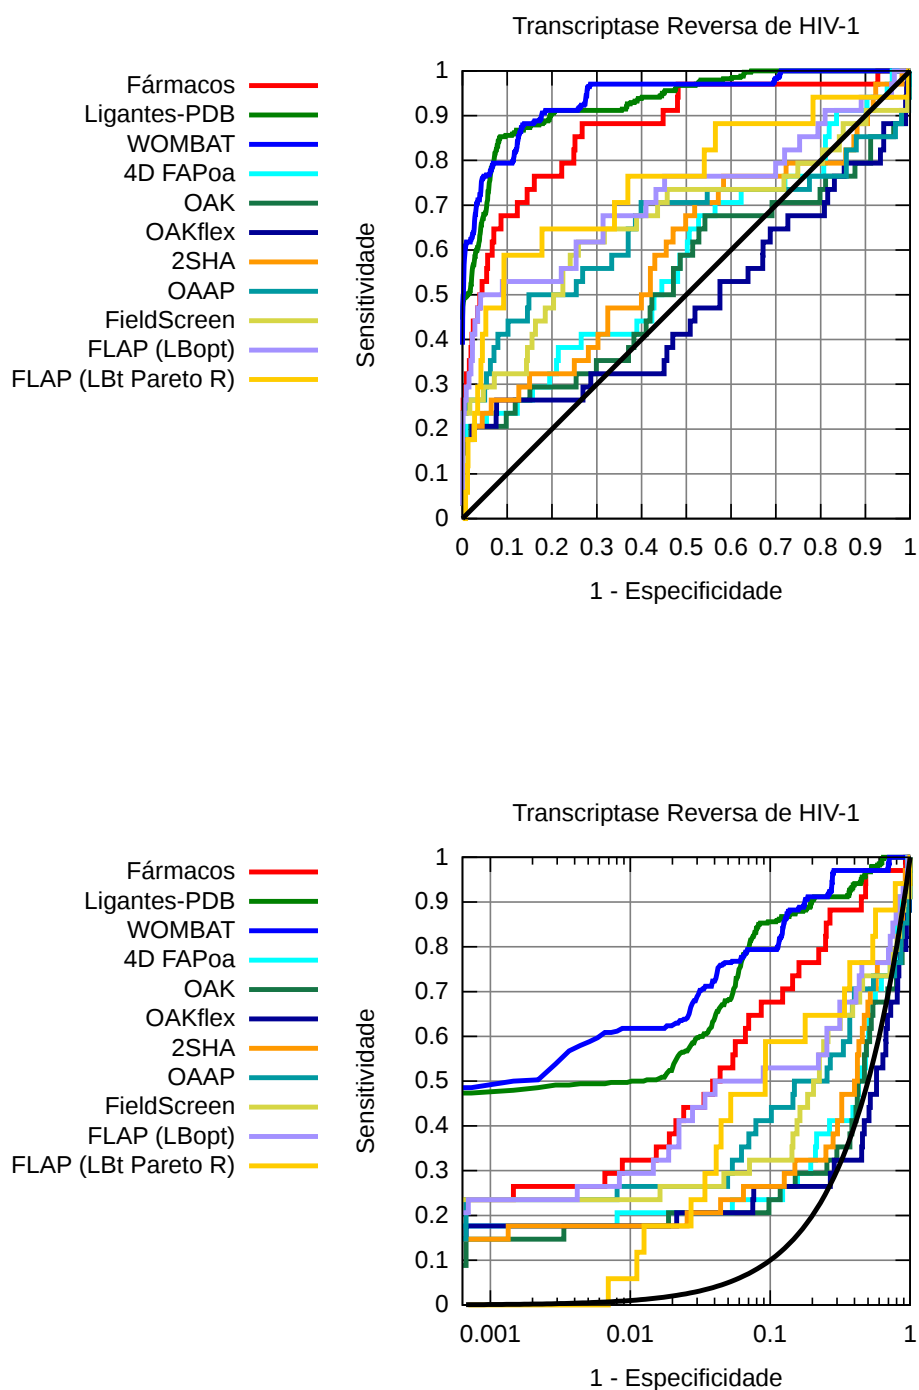 Transcriptase Reversa de HIV-1
Fármacos
Ligantes-PDB
WOMBAT
4D FAPoa
OAK
OAKflex
2SHA
OAAP
FieldScreen
FLAP (LBopt)
FLAP (LBt Pareto R)
Sensitividade
1
0.9
0.8
0.7
0.6
0.5
0.4
0.3
0.2
0.1
0
0 0.1 0.2 0.3 0.4 0.5 0.6 0.7 0.8 0.9 1
1 - Especificidade
Transcriptase Reversa de HIV-1
Fármacos
Ligantes-PDB
WOMBAT
4D FAPoa
OAK
OAKflex
2SHA
OAAP
FieldScreen
FLAP (LBopt)
FLAP (LBt Pareto R)
Sensitividade
1
0.9
0.8
0.7
0.6
0.5
0.4
0.3
0.2
0.1
0
0.001 0.01 0.1 1
1 - Especificidade